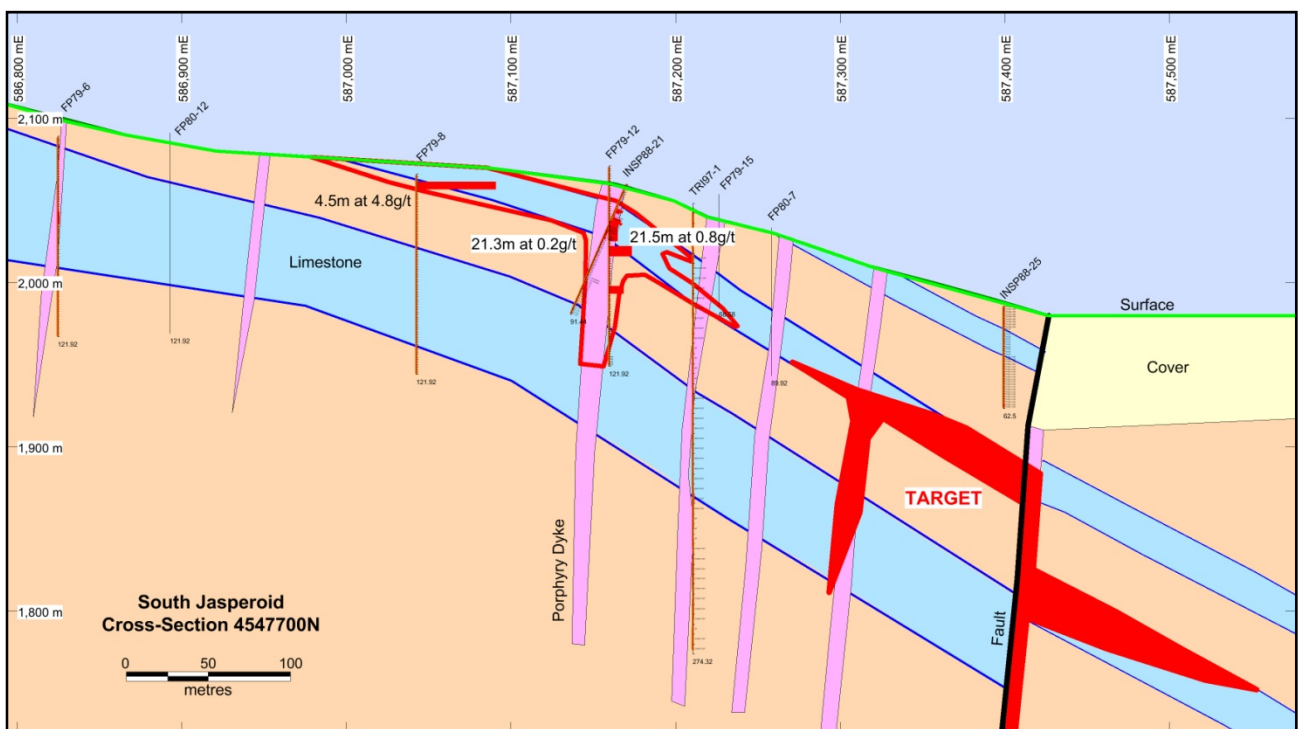 586,800 mE
586,900 mE
587,000 mE
587,100 mE
587,200 mE
587,300 mE
587,400 mE
587,500 mE
FP79-6
FP80-12
FP79-8
FP79-12
INSP88-21
TRI97-1
FP79-15
FP80-7
INSP88-25
2,100 m
4.5m at 4.8g/t
21.3m at 0.2g/t
21.5m at 0.8g/t
Limestone
2,000 m
Surface
Cover
91.44
121.92
121.92
121.92
121.92
89.92
62.5
1,900 m
TARGET
Porphyry Dyke
Fault
1,800 m
274.32
South Jasperoid
Cross-Section 4547700N
0 50 100
metres